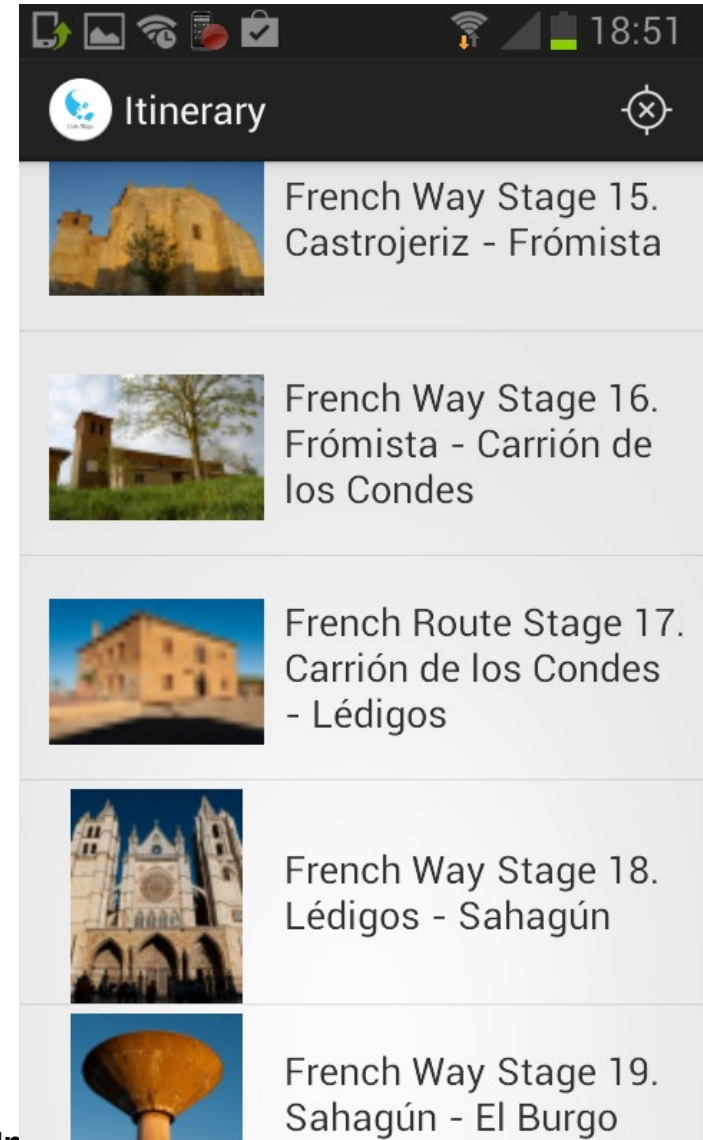 18:51
Itinerary
French Way Stage 15.
Castrojeriz - Frómista
French Way Stage 16.
Frómista - Carrión de
los Condes
French Route Stage 17.
Carrión de los Condes
- Lédigos
French Way Stage 18.
Lédigos - Sahagún
French Way Stage 19.
Sahagún - El Burgo